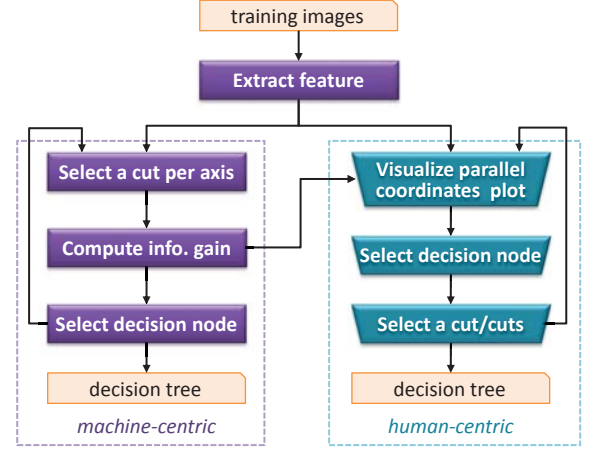 training images
Extract feature
Select a cut per axis
Compute info. gain
Select decision node
decision tree
machine-centric
Visualize parallel
coordinates plot
Select decision node
Select a cut/cuts
decision tree
human-centric